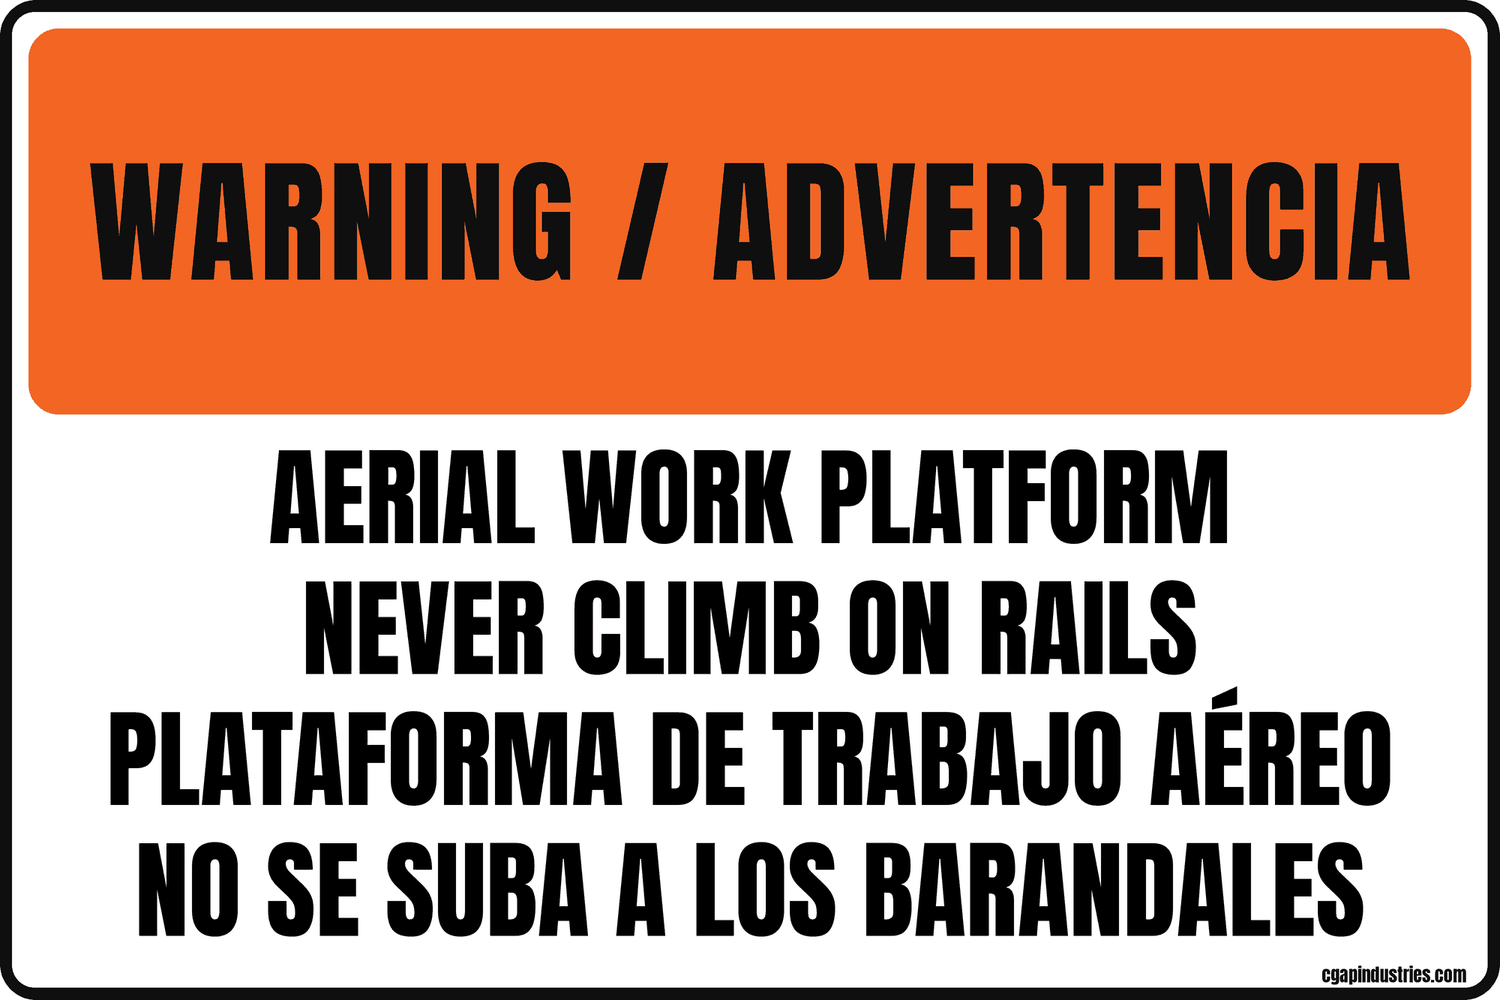 WARNING / ADVERTENCIA
AERIAL WORK PLATFORM
NEVER CLIMB ON RAILS
PLATAFORMA DE TRABAJO AÉREO
NO SE SUBA A LOS BARANDALES
cgapindustries.com